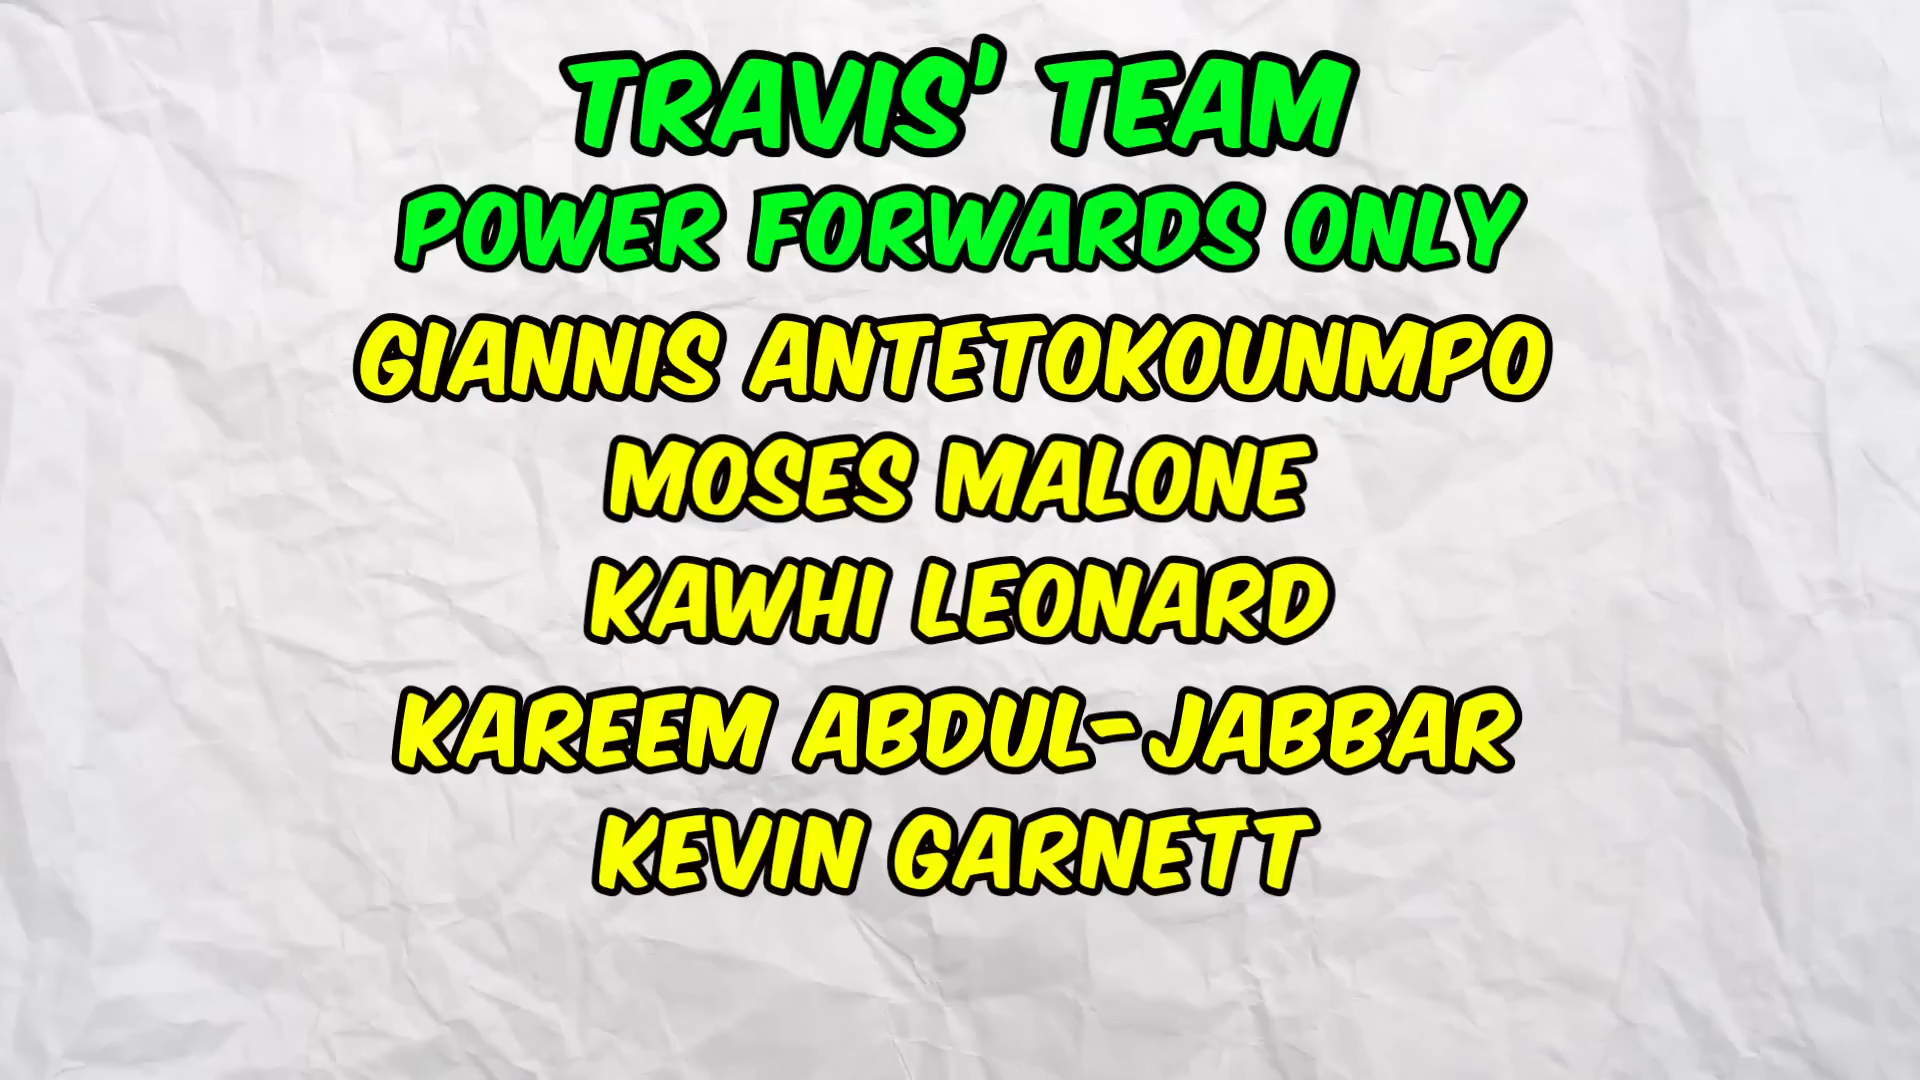 TRAVIS' TEAM
POWER FORWARDS ONLY
GIANNIS ANTETOKOUNMPO
MOSES MALONE
KAWHI LEONARD
KAREEM ABDUL-JABBAR
KEVIN GARNETT